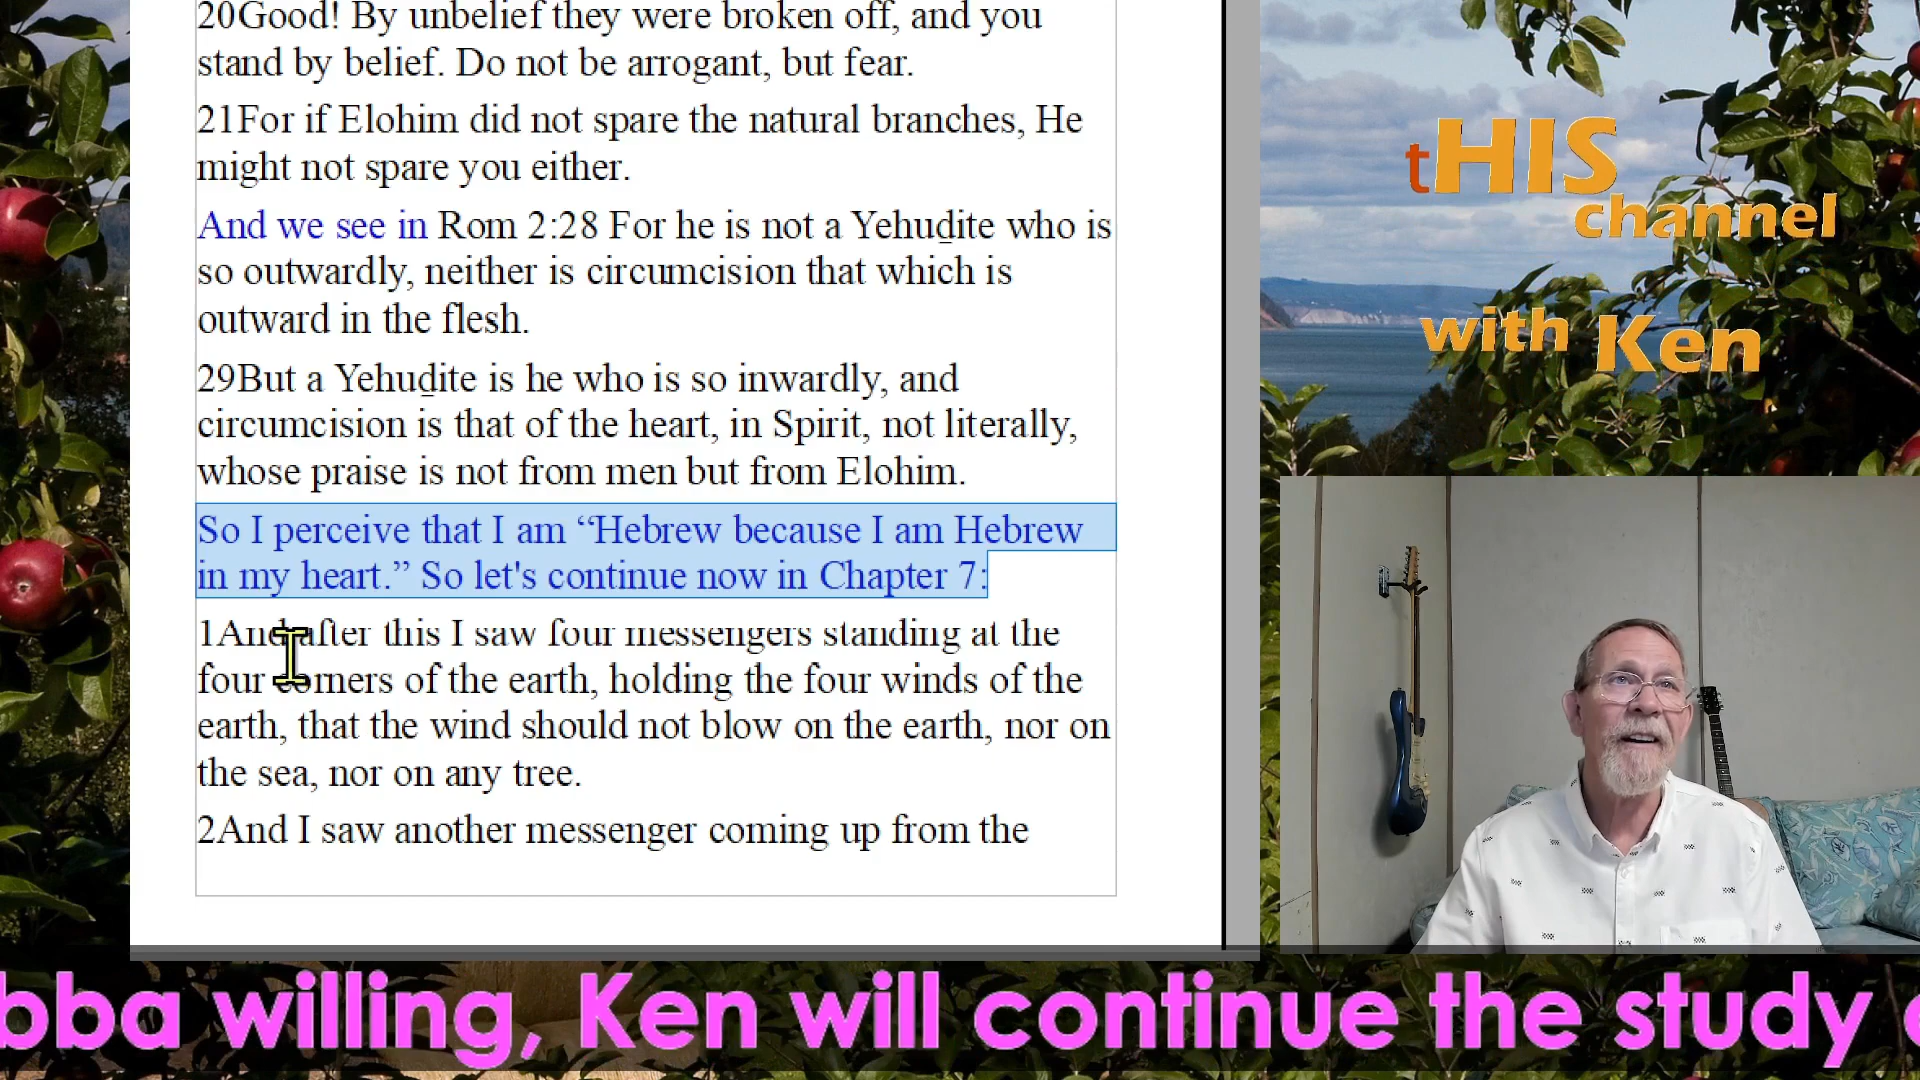 20Good! By unbelief they were broken off, and you
stand by belief. Do not be arrogant, but fear.
21For if Elohim did not spare the natural branches, He
might not spare you either.
And we see in Rom 2:28 For he is not a Yehuḏite who is
so outwardly, neither is circumcision that which is
outward in the flesh.
29But a Yehuḏite is he who is so inwardly, and
circumcision is that of the heart, in Spirit, not literally,
whose praise is not from men but from Elohim.
So I perceive that I am “Hebrew because I am Hebrew
in my heart.” So let's continue now in Chapter 7:
1And after this I saw four messengers standing at the
four corners of the earth, holding the four winds of the
earth, that the wind should not blow on the earth, nor on
the sea, nor on any tree.
2And I saw another messenger coming up from the
tHIS
channel
with Ken
bba willing, Ken will continue the study